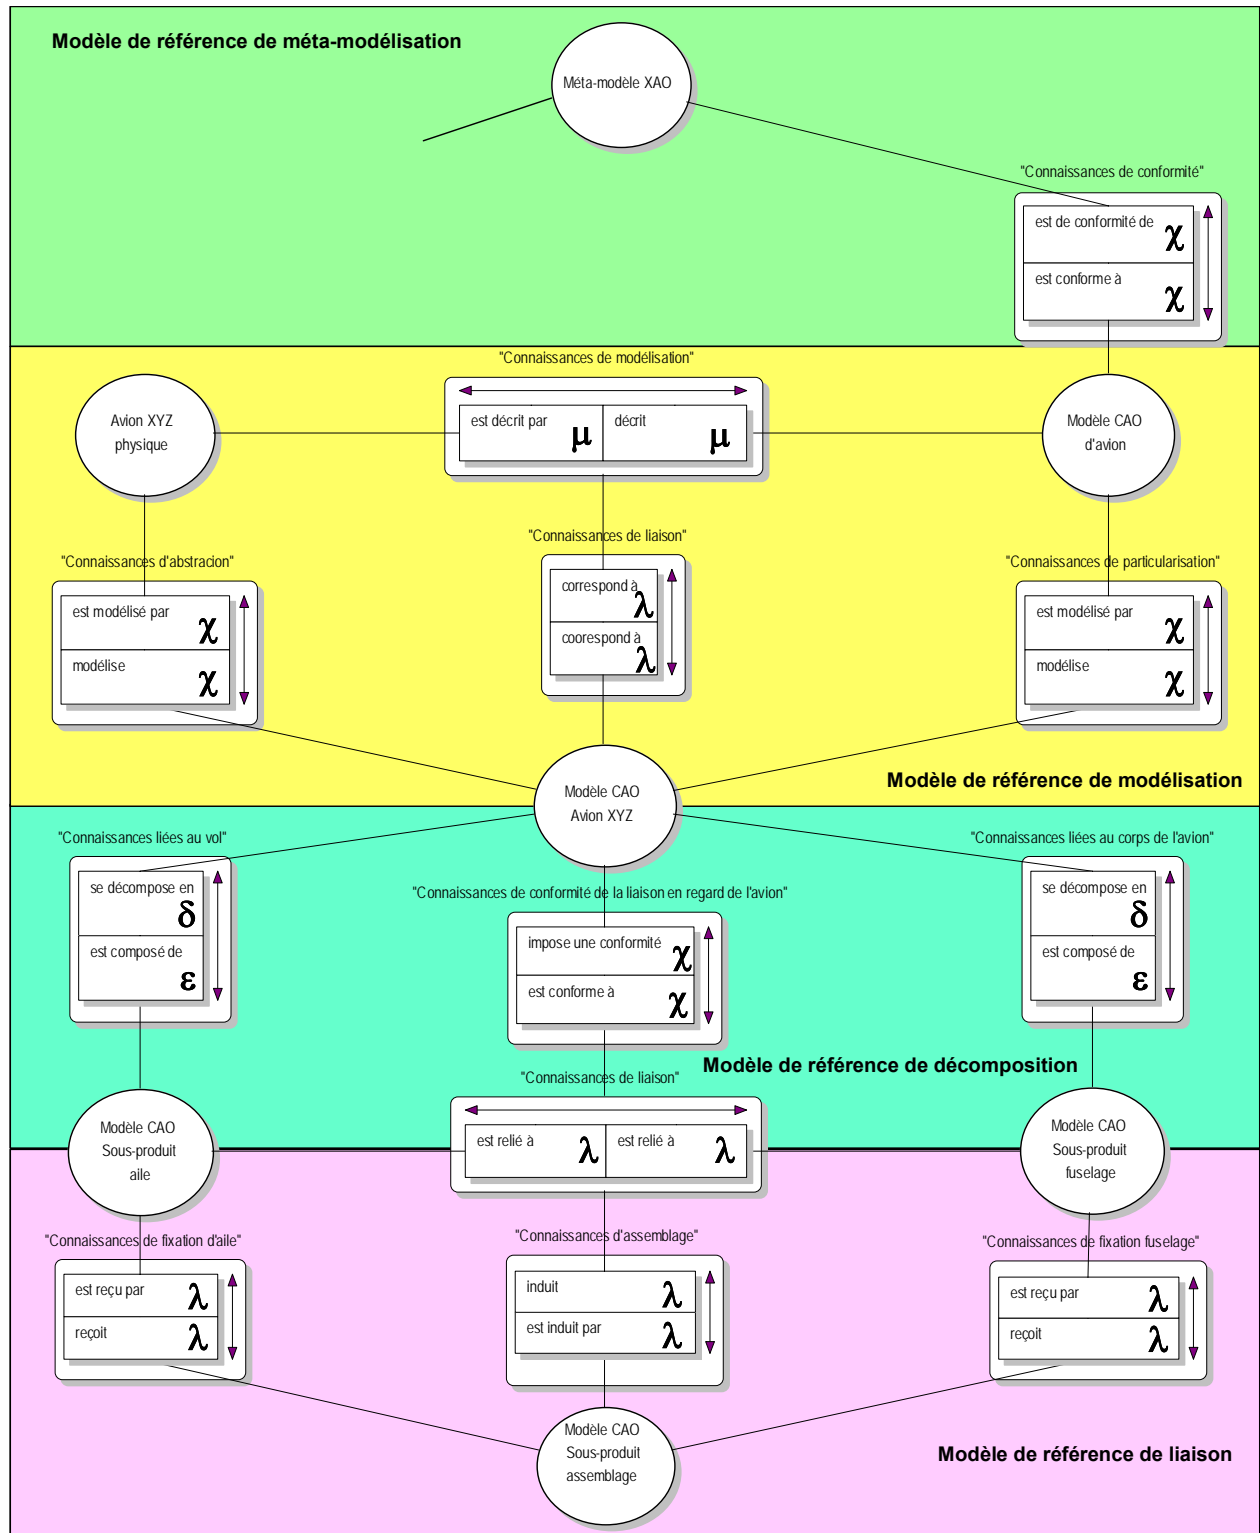 Modèle de référence de méta-modélisation
Méta-modèle XAO
"Connaissances de conformité"
est de conformité de
χ
est conforme à
χ
"Connaissances de modélisation"
Avion XYZ
physique
est décrit par
μ
décrit
μ
Modèle CAO
d'avion
"Connaissances d'abstracion"
est modélisé par
χ
modélise
χ
"Connaissances de liaison"
correspond à
λ
coorespond à
λ
"Connaissances de particularisation"
est modélisé par
χ
modélise
χ
Modèle de référence de modélisation
Modèle CAO
Avion XYZ
"Connaissances liées au vol"
se décompose en
δ
est composé de
ε
"Connaissances de conformité de la liaison en regard de l'avion"
impose une conformité
χ
est conforme à
χ
"Connaissances liées au corps de l'avion"
se décompose en
δ
est composé de
ε
Modèle de référence de décomposition
"Connaissances de liaison"
Modèle CAO
Sous-produit
aile
est relié à
λ
est relié à
λ
Modèle CAO
Sous-produit
fuselage
"Connaissances de fixation d'aile"
est reçu par
λ
reçoit
λ
"Connaissances d'assemblage"
induit
λ
est induit par
λ
"Connaissances de fixation fuselage"
est reçu par
λ
reçoit
λ
Modèle CAO
Sous-produit
assemblage
Modèle de référence de liaison